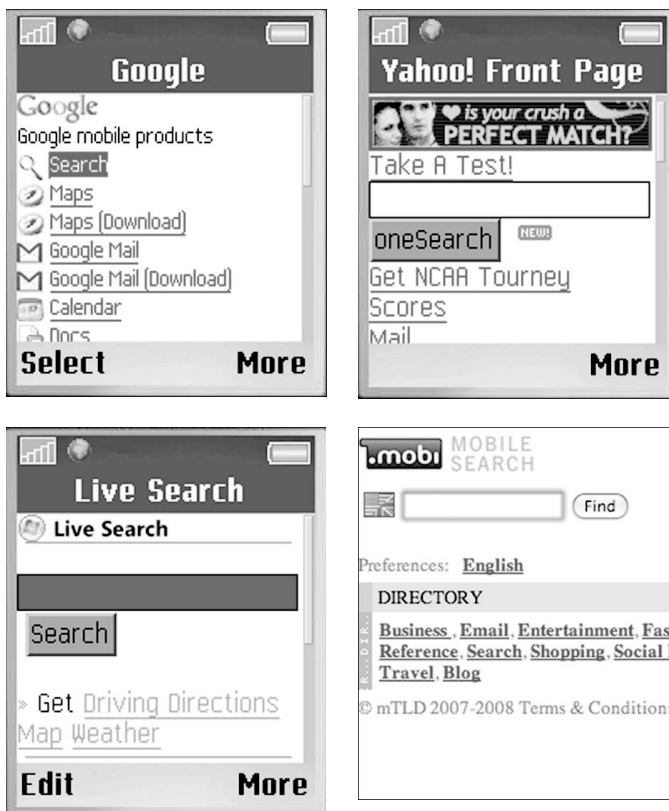 Google
Google
Google mobile products
Search
Maps
Maps (Download)
Google Mail
Google Mail (Download)
Calendar
Docs
Select More
Yahoo! Front Page
is your crush a
PERFECT MATCH?
Take A Test!
oneSearch NEW!
Get NCAA Tourney
Scores
Mail
More
Live Search
Live Search
Search
» Get Driving Directions
Map Weather
Edit More
.mobi MOBILE
SEARCH
Find
Preferences: English
DIRECTORY
Business, Email, Entertainment, Fas
Reference, Search, Shopping, Social
Travel, Blog
© mTLD 2007-2008 Terms & Condition